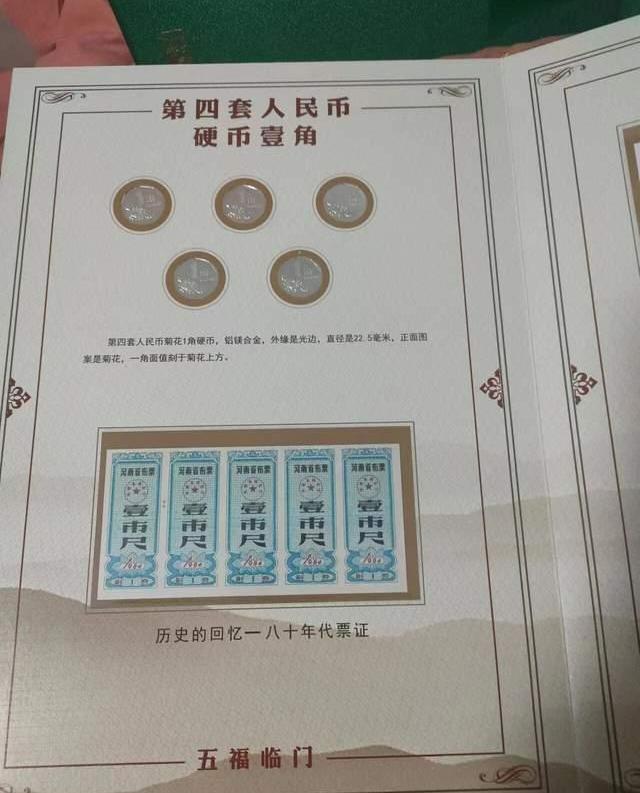 第四套人民币
硬币壹角
第四套人民币菊花1角硬币，铝镁合金，外缘是光边，直径是22.5毫米，正面图
案是菊花，一角面值刻于菊花上方。
河南省布票 河南省布票 河南省布票 河南省布票 河南省布票
壹市尺 壹市尺 壹市尺 壹市尺 壹市尺
1984 1984 1984 1984 1984
历史的回忆一八十年代票证
五福临门